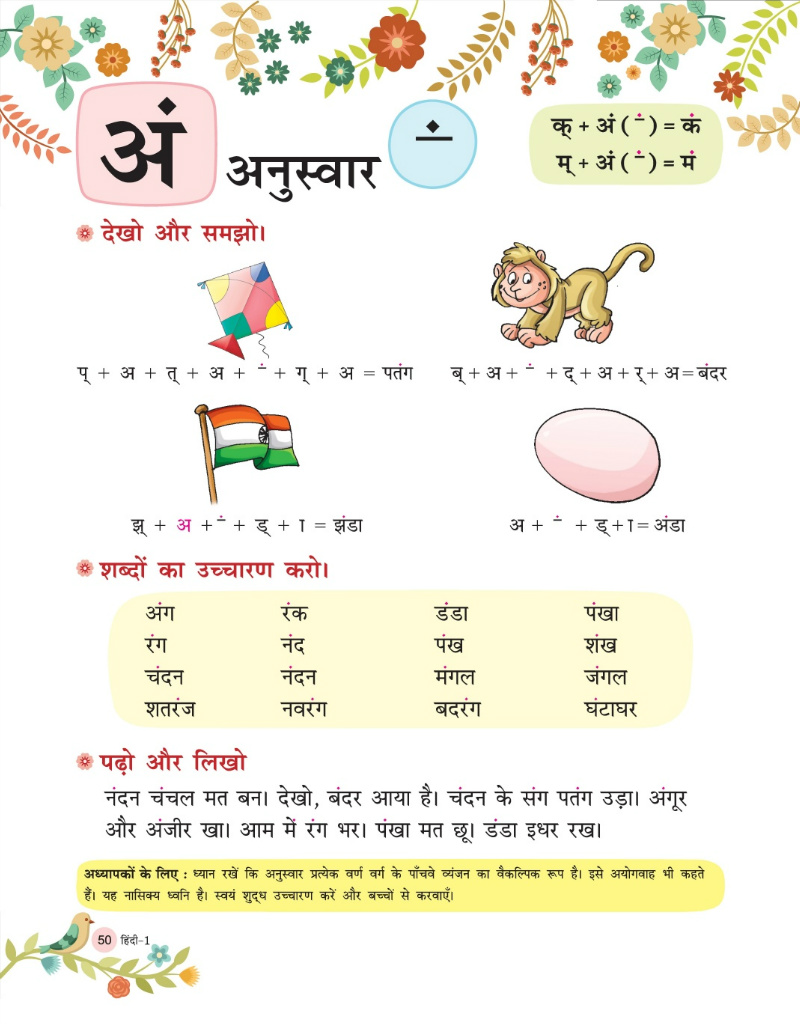 अं
अनुस्वार
ं
क् + अं ( ं ) = कं
म् + अं ( ं ) = मं
देखो और समझो।
प् + अ + त् + अ + ं + ग् + अ = पतंग
ब् + अ + ं + द् + अ + र् + अ = बंदर
झ् + अ + ं + ड् + ा = झंडा
अ + ं + ड् + ा = अंडा
शब्दों का उच्चारण करो।
अंग रंक डंडा पंखा
रंग नंद पंख शंख
चंदन नंदन मंगल जंगल
शतरंज नवरंग बदरंग घंटाघर
पढ़ो और लिखो
नंदन चंचल मत बन। देखो, बंदर आया है। चंदन के संग पतंग उड़ा। अंगूर
और अंजीर खा। आम में रंग भर। पंखा मत छू। डंडा इधर रख।
अध्यापकों के लिए : ध्यान रखें कि अनुस्वार प्रत्येक वर्ण वर्ग के पाँचवे व्यंजन का वैकल्पिक रूप है। इसे अयोगवाह भी कहते
हैं। यह नासिक्य ध्वनि है। स्वयं शुद्ध उच्चारण करें और बच्चों से करवाएँ।
50 हिंदी-1